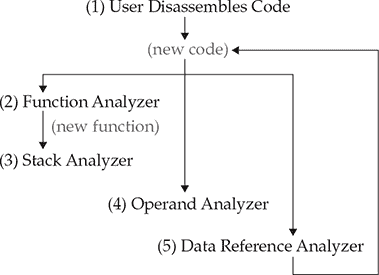 (1) User Disassembles Code
(new code)
(2) Function Analyzer
(new function)
(3) Stack Analyzer
(4) Operand Analyzer
(5) Data Reference Analyzer